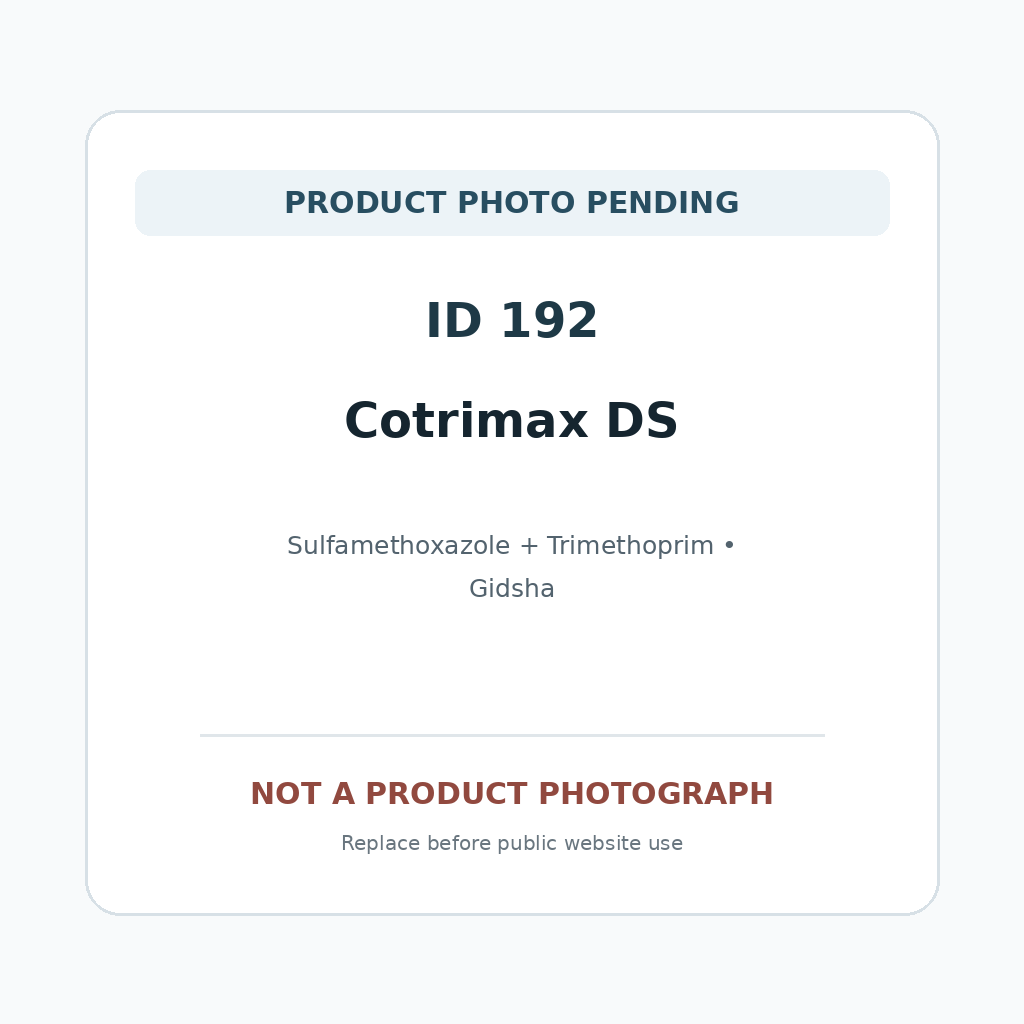 PRODUCT PHOTO PENDING
ID 192
Cotrimax DS
Sulfamethoxazole + Trimethoprim •
Gidsha
NOT A PRODUCT PHOTOGRAPH
Replace before public website use